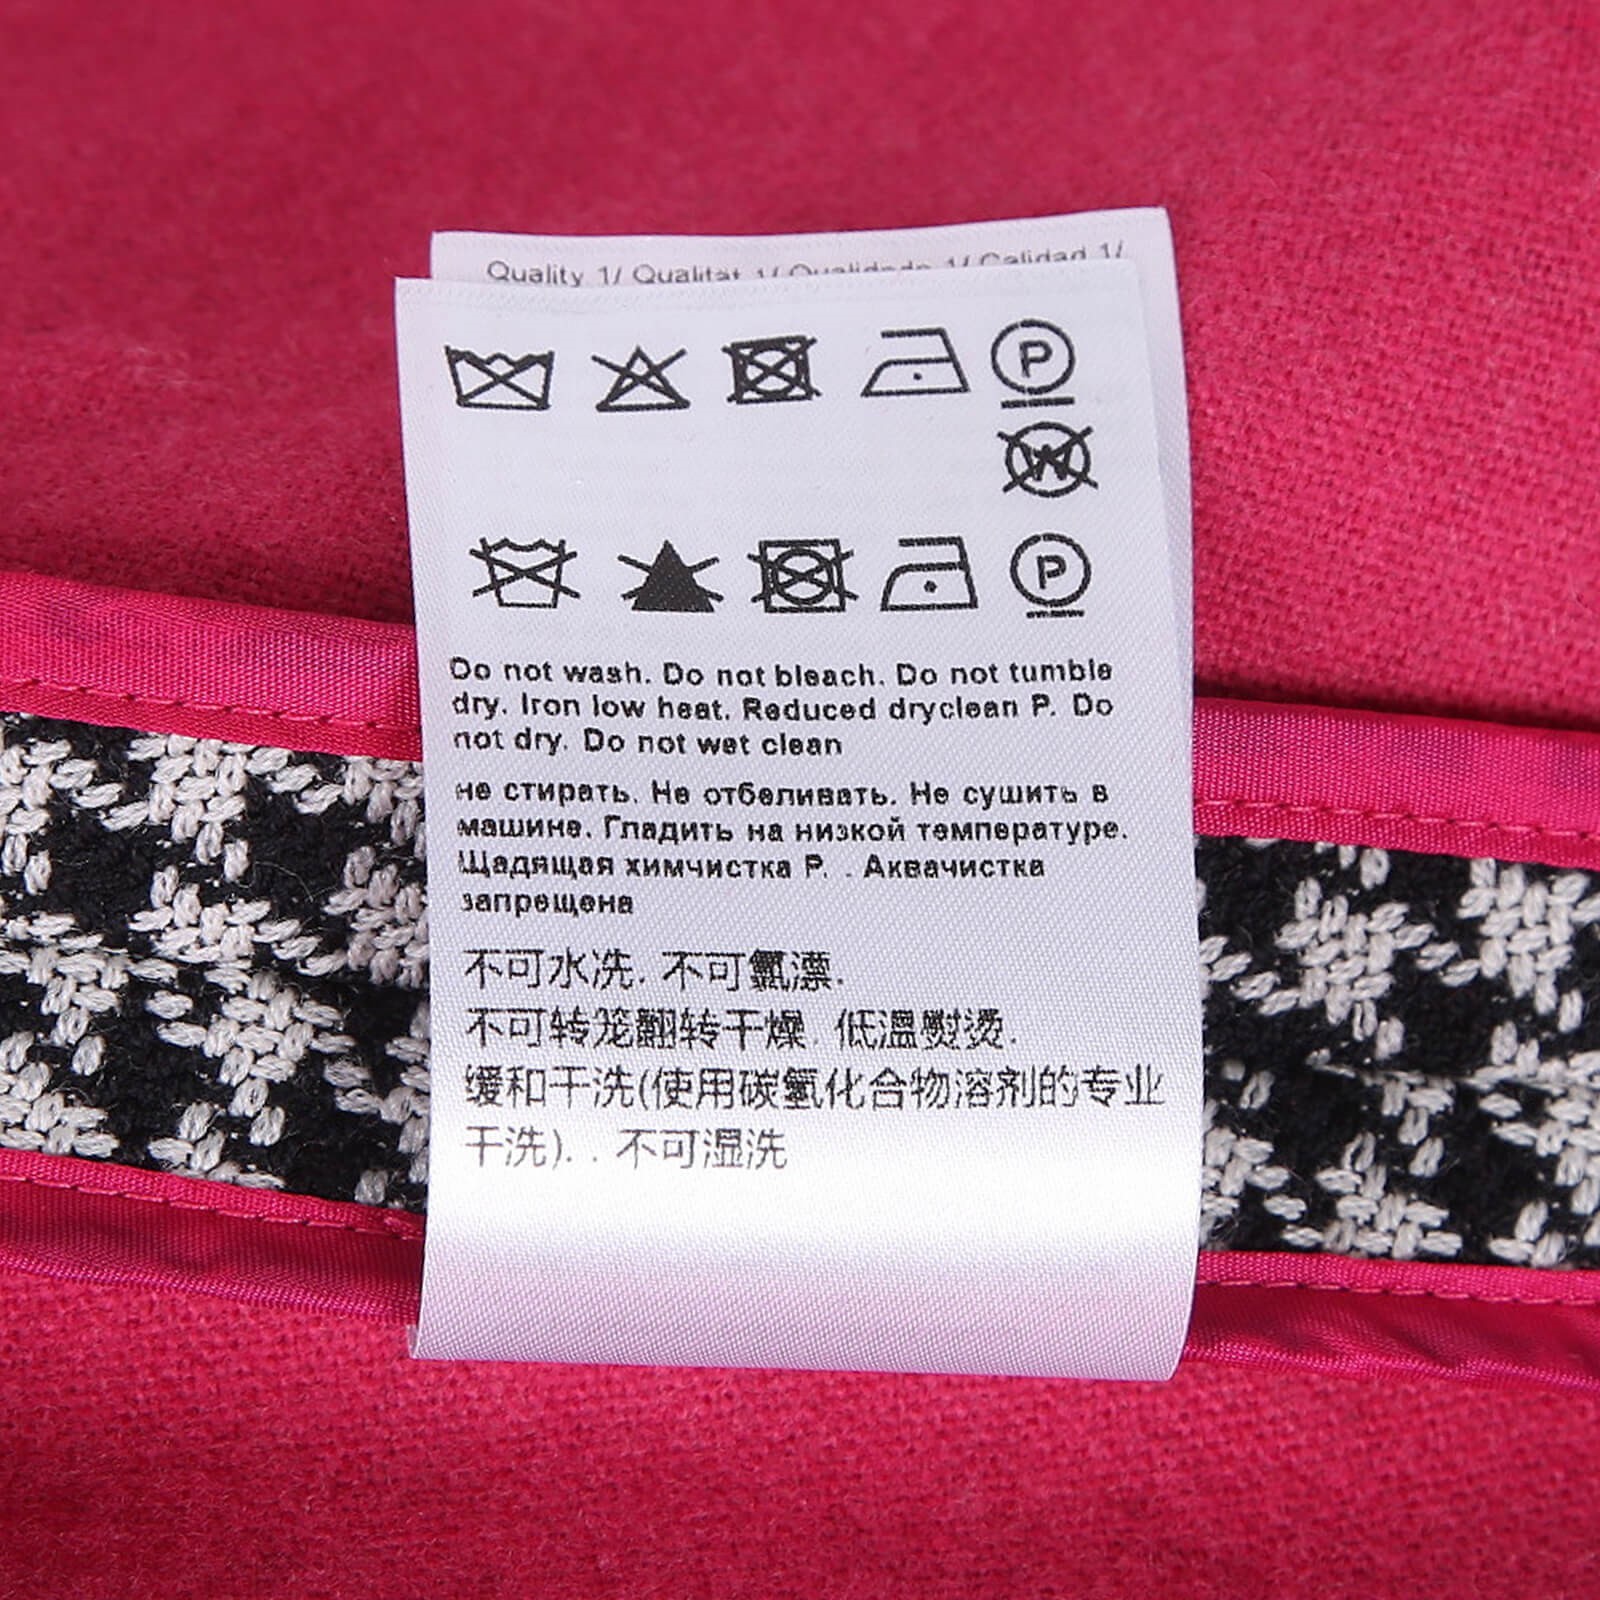 Quality 1/ Qualitat 1/ Qualidade 1/ Calidad 1/
P
W
P
Do not wash. Do not bleach. Do not tumble
dry. Iron low heat. Reduced dryclean P. Do
not dry. Do not wet clean
не стирать. Не отбеливать. Не сушить в
машине. Гладить на низкой температуре.
Щадящая химчистка P. . Аквачистка
запрещена
不可水冼. 不可氯漂.
不可转笼翻转干燥. 低温熨烫.
缓和干洗(使用碳氢化合物溶剂的专业
干洗). . 不可湿洗